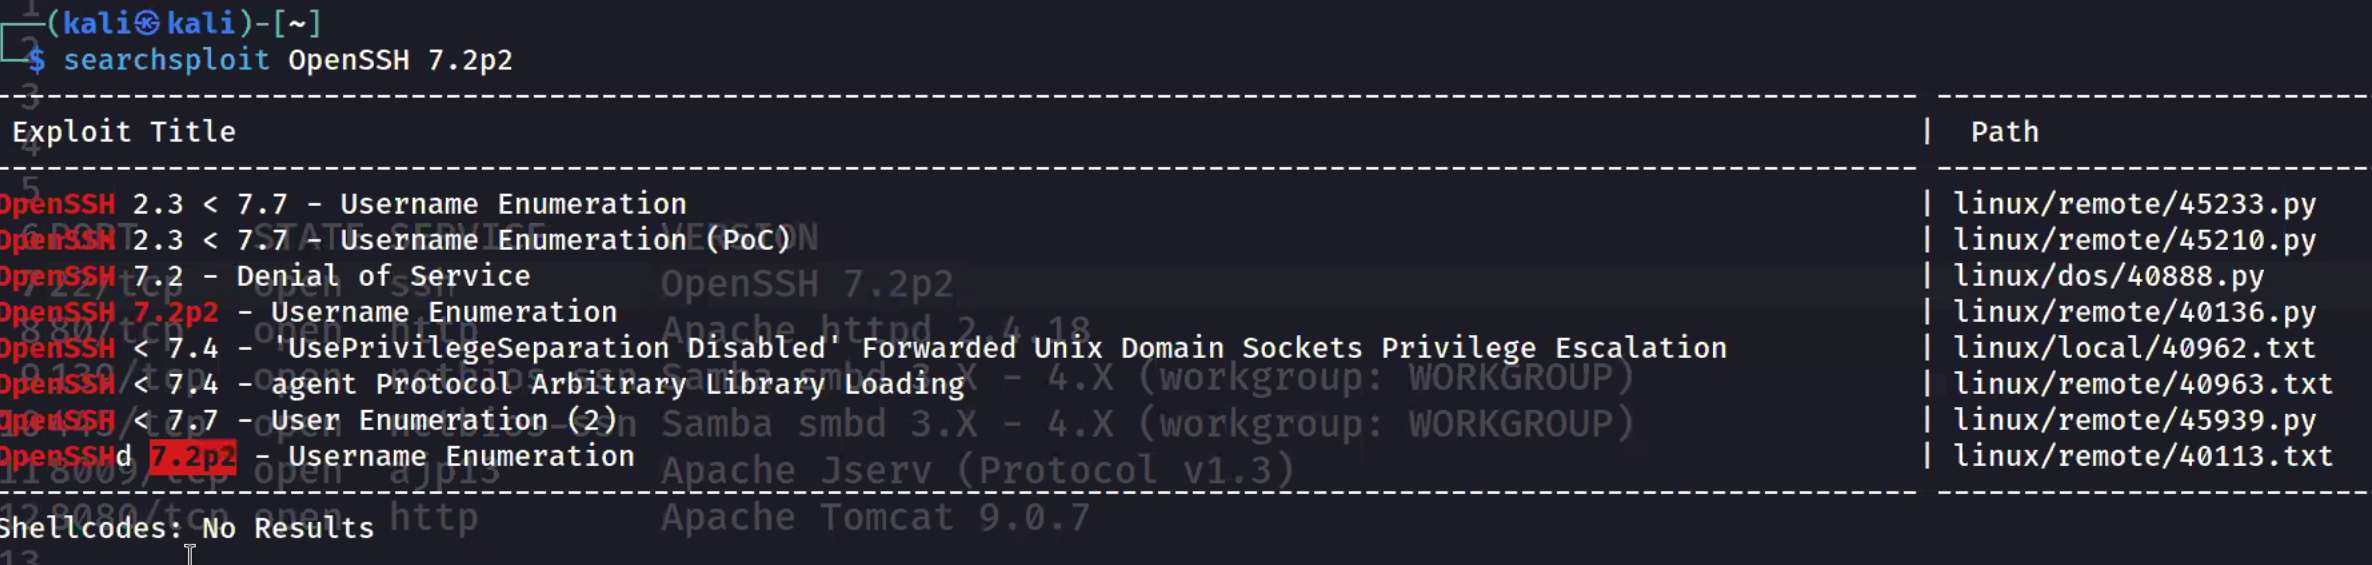 (kali㉿kali)-[~]
$ searchsploit OpenSSH 7.2p2
Exploit Title | Path
OpenSSH 2.3 < 7.7 - Username Enumeration | linux/remote/45233.py
OpenSSH 2.3 < 7.7 - Username Enumeration (PoC) | linux/remote/45210.py
OpenSSH 7.2 - Denial of Service | linux/dos/40888.py
OpenSSH 7.2p2 - Username Enumeration | linux/remote/40136.py
OpenSSH < 7.4 - 'UsePrivilegeSeparation Disabled' Forwarded Unix Domain Sockets Privilege Escalation | linux/local/40962.txt
OpenSSH < 7.4 - agent Protocol Arbitrary Library Loading | linux/remote/40963.txt
OpenSSH < 7.7 - User Enumeration (2) | linux/remote/45939.py
OpenSSHd 7.2p2 - Username Enumeration | linux/remote/40113.txt
Shellcodes: No Results
1
2
3
4
5
6 PORT STATE SERVICE VERSION
7 22/tcp open ssh OpenSSH 7.2p2
8 80/tcp open http Apache httpd 2.4.18
9 139/tcp open netbios-ssn Samba smbd 3.X - 4.X (workgroup: WORKGROUP)
10 445/tcp open netbios-ssn Samba smbd 3.X - 4.X (workgroup: WORKGROUP)
11 8009/tcp open ajp13 Apache Jserv (Protocol v1.3)
12 8080/tcp open http Apache Tomcat 9.0.7
13